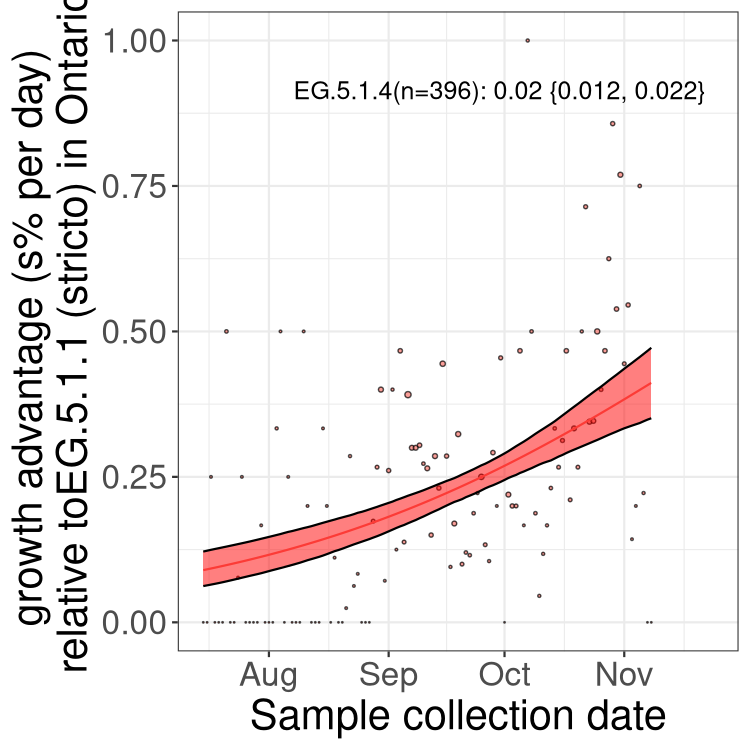 growth advantage (s% per day)
relative toEG.5.1.1 (stricto) in Ontario
1.00
0.75
0.50
0.25
0.00
EG.5.1.4(n=396): 0.02 {0.012, 0.022}
Aug Sep Oct Nov
Sample collection date